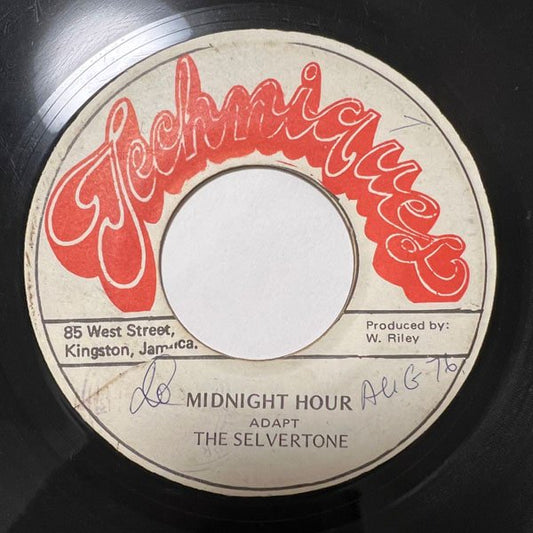 Techniques
85 West Street,
Kingston, Jamaica.
Produced by:
W. Riley
MIDNIGHT HOUR AUG-76
ADAPT
THE SELVERTONE